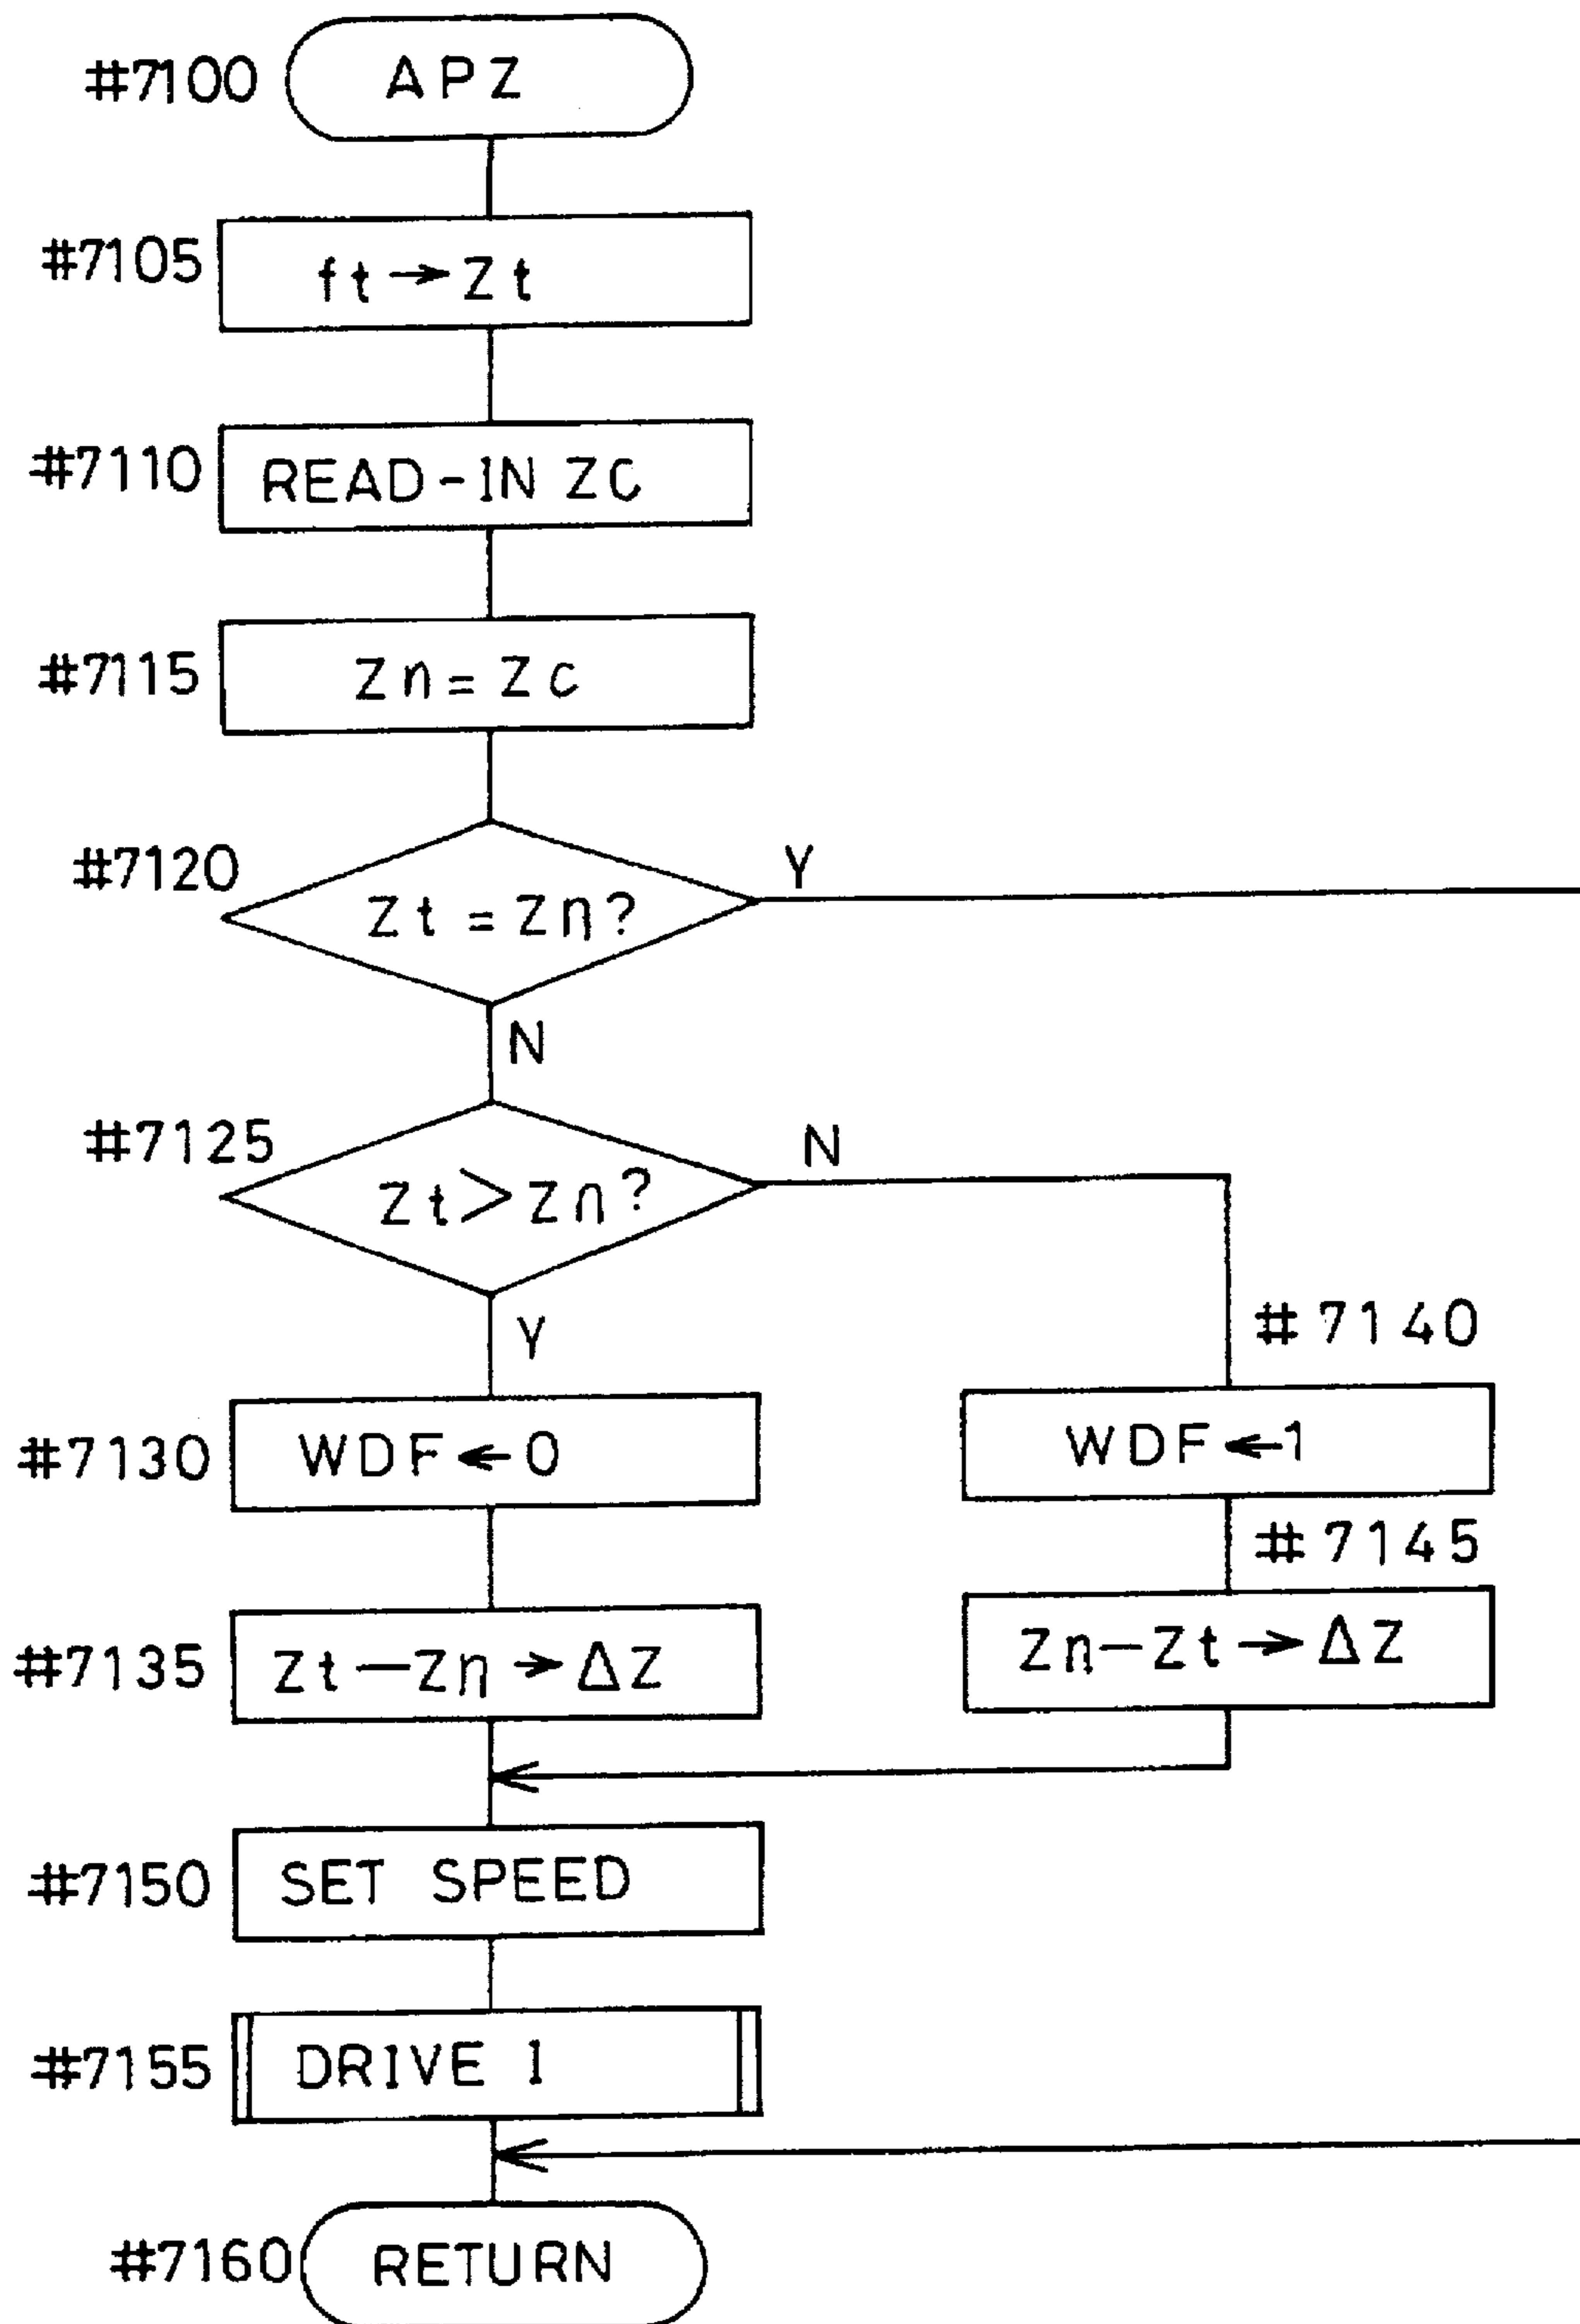 #7100 APZ
#7105 ft→Zt
#7110 READ-IN ZC
#7115 Zn=Zc
#7120 Zt=Zn? Y
N
#7125 Zt>Zn? N
Y
#7140
#7130 WDF←0 WDF←1
#7145
#7135 Zt-Zn→ΔZ Zn-Zt→ΔZ
#7150 SET SPEED
#7155 DRIVE I
#7160 RETURN